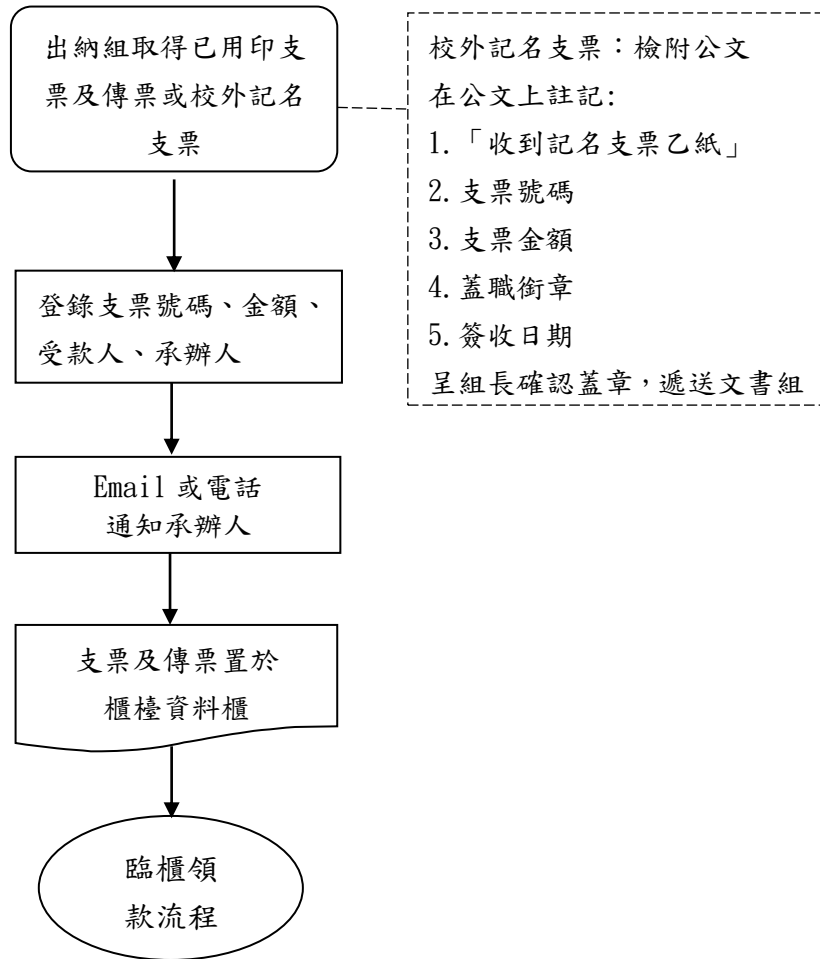 出納組取得已用印支
票及傳票或校外記名
支票
校外記名支票：檢附公文
在公文上註記:
1.「收到記名支票乙紙」
2.支票號碼
3.支票金額
4.蓋職銜章
5.簽收日期
呈組長確認蓋章，遞送文書組
登錄支票號碼、金額、
受款人、承辦人
Email 或電話
通知承辦人
支票及傳票置於
櫃檯資料櫃
臨櫃領
款流程